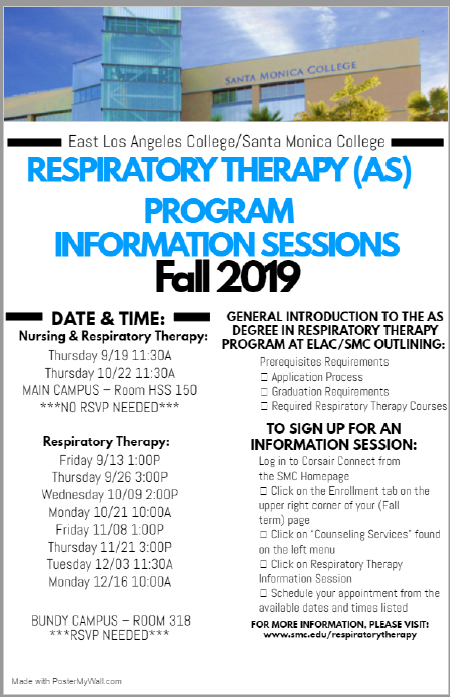 SANTA MONICA COLLEGE
East Los Angeles College/Santa Monica College
RESPIRATORY THERAPY (AS)
PROGRAM
INFORMATION SESSIONS
Fall 2019
DATE & TIME:
Nursing & Respiratory Therapy:
Thursday 9/19 11:30A
Thursday 10/22 11:30A
MAIN CAMPUS – Room HSS 150
***NO RSVP NEEDED***
Respiratory Therapy:
Friday 9/13 1:00P
Thursday 9/26 3:00P
Wednesday 10/09 2:00P
Monday 10/21 10:00A
Friday 11/08 1:00P
Thursday 11/21 3:00P
Tuesday 12/03 11:30A
Monday 12/16 10:00A
BUNDY CAMPUS – ROOM 318
***RSVP NEEDED***
GENERAL INTRODUCTION TO THE AS
DEGREE IN RESPIRATORY THERAPY
PROGRAM AT ELAC/SMC OUTLINING:
Prerequisites Requirements
□ Application Process
□ Graduation Requirements
□ Required Respiratory Therapy Courses
TO SIGN UP FOR AN
INFORMATION SESSION:
Log in to Corsair Connect from
the SMC Homepage
□ Click on the Enrollment tab on the
upper right corner of your (Fall
term) page
□ Click on "Counseling Services" found
on the left menu
□ Click on Respiratory Therapy
Information Session
□ Schedule your appointment from the
available dates and times listed
FOR MORE INFORMATION, PLEASE VISIT:
www.smc.edu/respiratorytherapy
Made with PosterMyWall.com